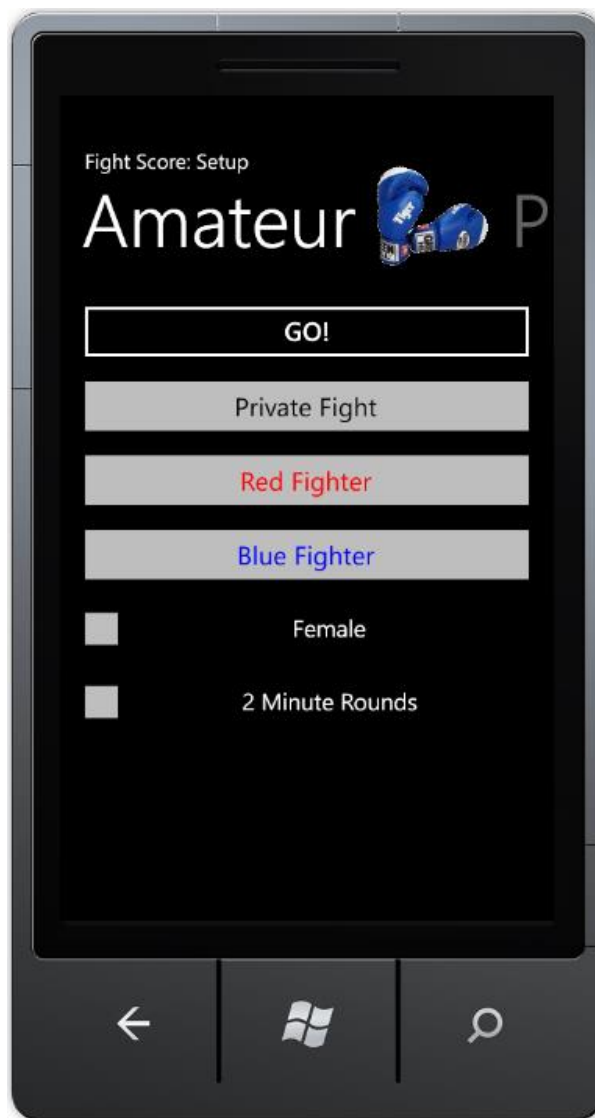 Fight Score: Setup
Amateur P
GO!
Private Fight
Red Fighter
Blue Fighter
Female
2 Minute Rounds